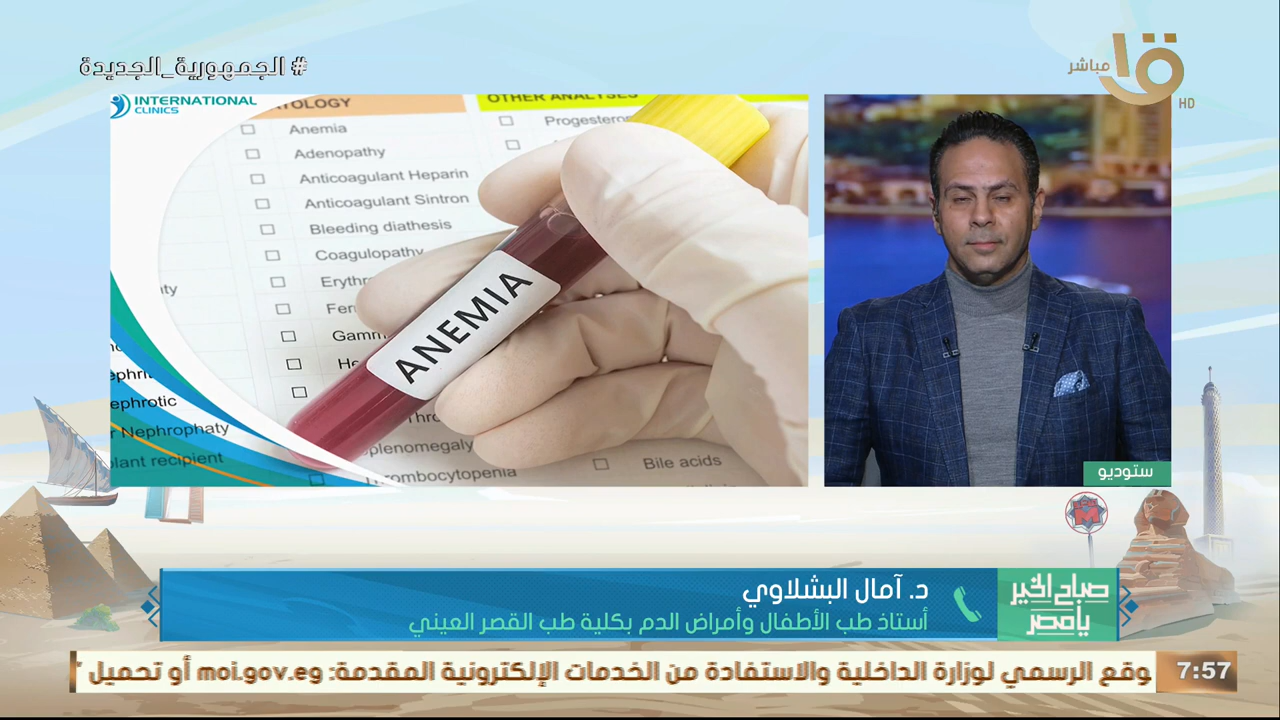 # الجمهورية_الجديدة
مباشر
HD
INTERNATIONAL
CLINICS
OTHER ANALYSES
Anemia
Adenopathy
Anticoagulant Heparin
Anticoagulant Sintron
Bleeding diathesis
Coagulopathy
Bile acids
Nephrophaty
ANEMIA
ستوديو
M
صباح الخير
يا مصر
د. آمال البشلاوي
أستاذ طب الأطفال وأمراض الدم بكلية طب القصر العيني
7:57
وقع الرسمي لوزارة الداخلية والاستفادة من الخدمات الإلكترونية المقدمة: moi.gov.eg أو تحميل "